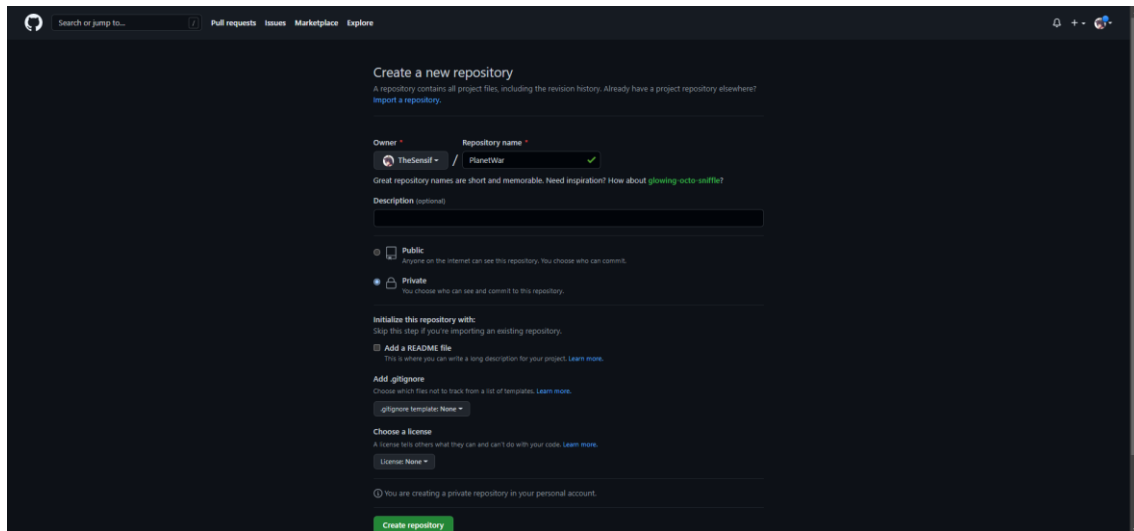 Search or jump to... /
Pull requests Issues Marketplace Explore
Create a new repository
A repository contains all project files, including the revision history. Already have a project repository elsewhere?
Import a repository.
Owner * Repository name *
TheSensif / PlanetWar
Great repository names are short and memorable. Need inspiration? How about glowing-octo-sniffle?
Description (optional)
Public
Anyone on the internet can see this repository. You choose who can commit.
Private
You choose who can see and commit to this repository.
Initialize this repository with:
Skip this step if you're importing an existing repository.
Add a README file
This is where you can write a long description for your project. Learn more.
Add .gitignore
Choose which files not to track from a list of templates. Learn more.
.gitignore template: None
Choose a license
A license tells others what they can and can't do with your code. Learn more.
License: None
You are creating a private repository in your personal account.
Create repository